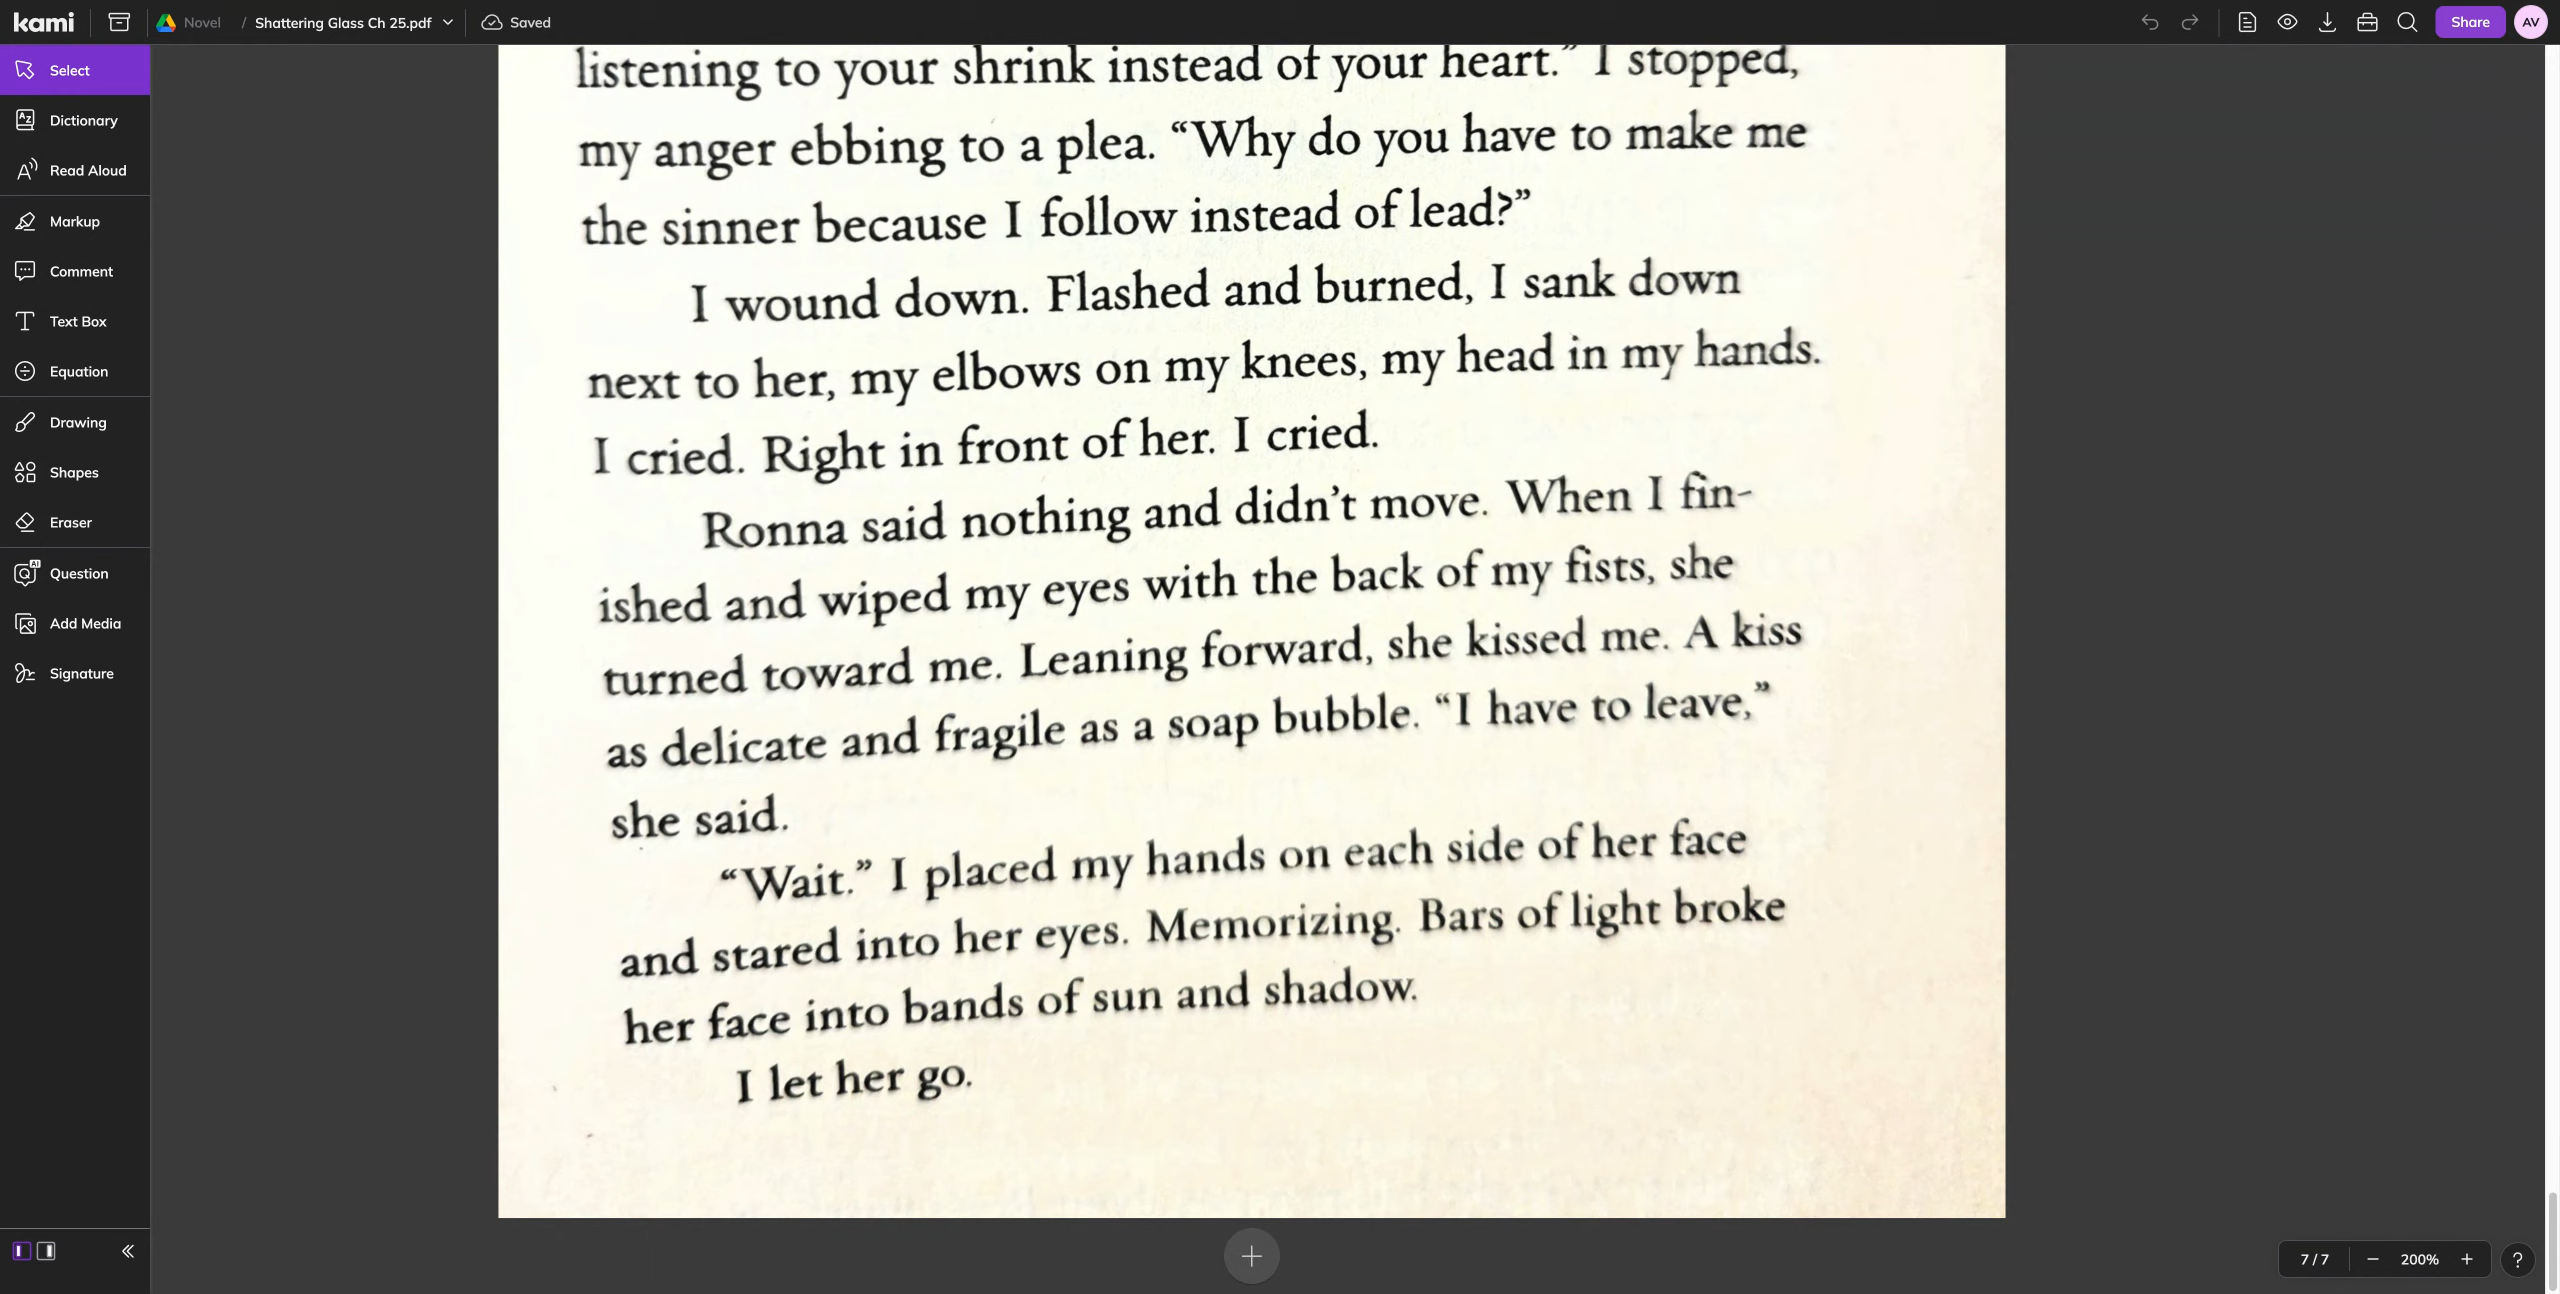 kami
Novel
/ Shattering Glass Ch 25.pdf
Saved
Share
AV
Select
Dictionary
Read Aloud
Markup
Comment
Text Box
Equation
Drawing
Shapes
Eraser
AI
Question
Add Media
Signature
listening to your shrink instead of your heart.” I stopped,
my anger ebbing to a plea. “Why do you have to make me
the sinner because I follow instead of lead?”
I wound down. Flashed and burned, I sank down
next to her, my elbows on my knees, my head in my hands.
I cried. Right in front of her. I cried.
Ronna said nothing and didn’t move. When I fin-
ished and wiped my eyes with the back of my fists, she
turned toward me. Leaning forward, she kissed me. A kiss
as delicate and fragile as a soap bubble. “I have to leave,”
she said.
“Wait.” I placed my hands on each side of her face
and stared into her eyes. Memorizing. Bars of light broke
her face into bands of sun and shadow.
I let her go.
7 / 7 − 200% + ?